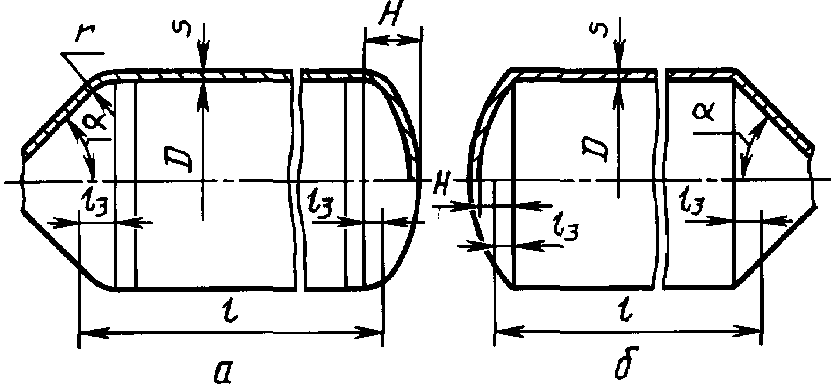 r s H s
α D α D
l₃ l₃ H l₃ l₃
l l
а б